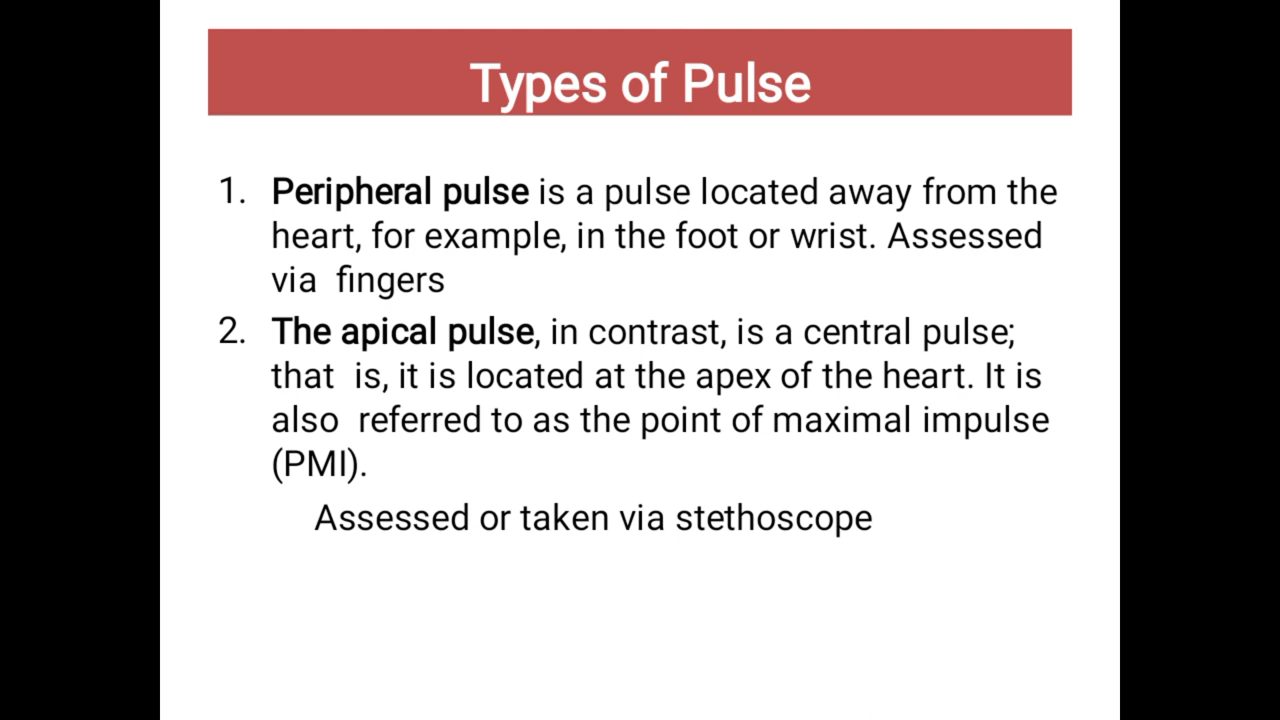 Types of Pulse
1. Peripheral pulse is a pulse located away from the
heart, for example, in the foot or wrist. Assessed
via  fingers
2. The apical pulse, in contrast, is a central pulse;
that  is, it is located at the apex of the heart. It is
also  referred to as the point of maximal impulse
(PMI).
Assessed or taken via stethoscope